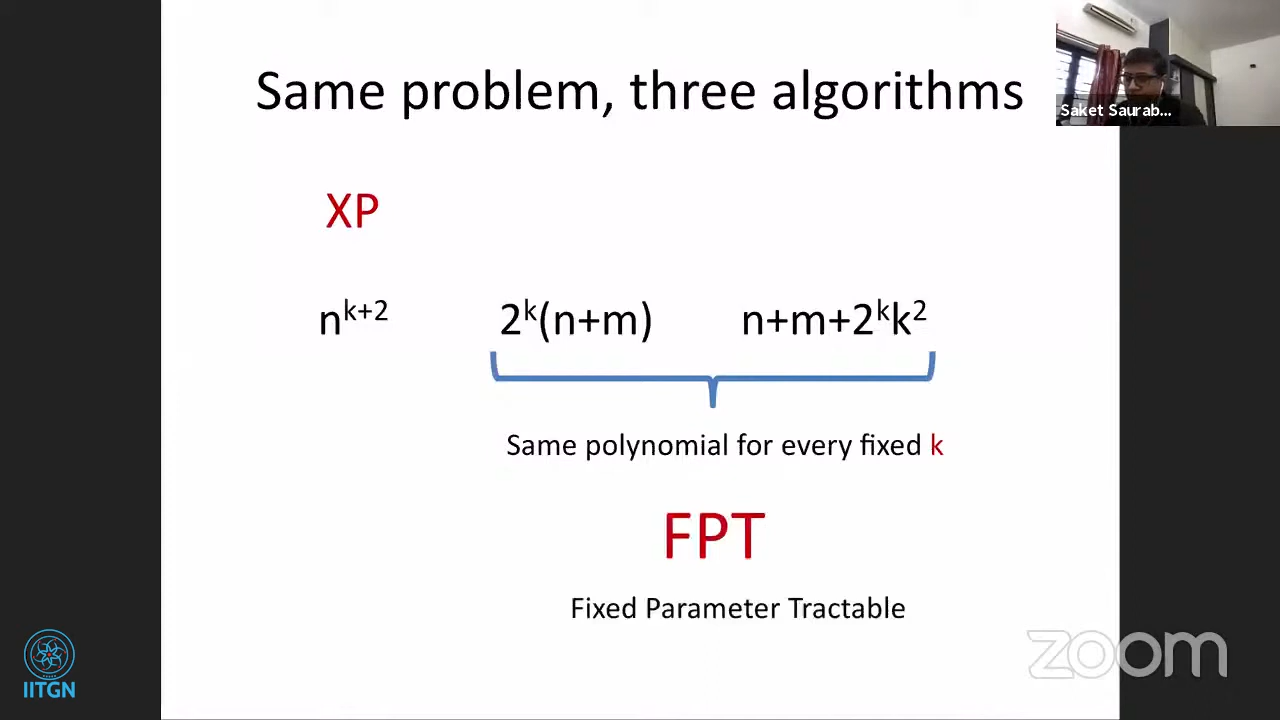 Same problem, three algorithms
Saket Saurab...
XP
n^{k+2} 2^k(n+m) n+m+2^kk^2
Same polynomial for every fixed k
FPT
Fixed Parameter Tractable
zoom
IITGN